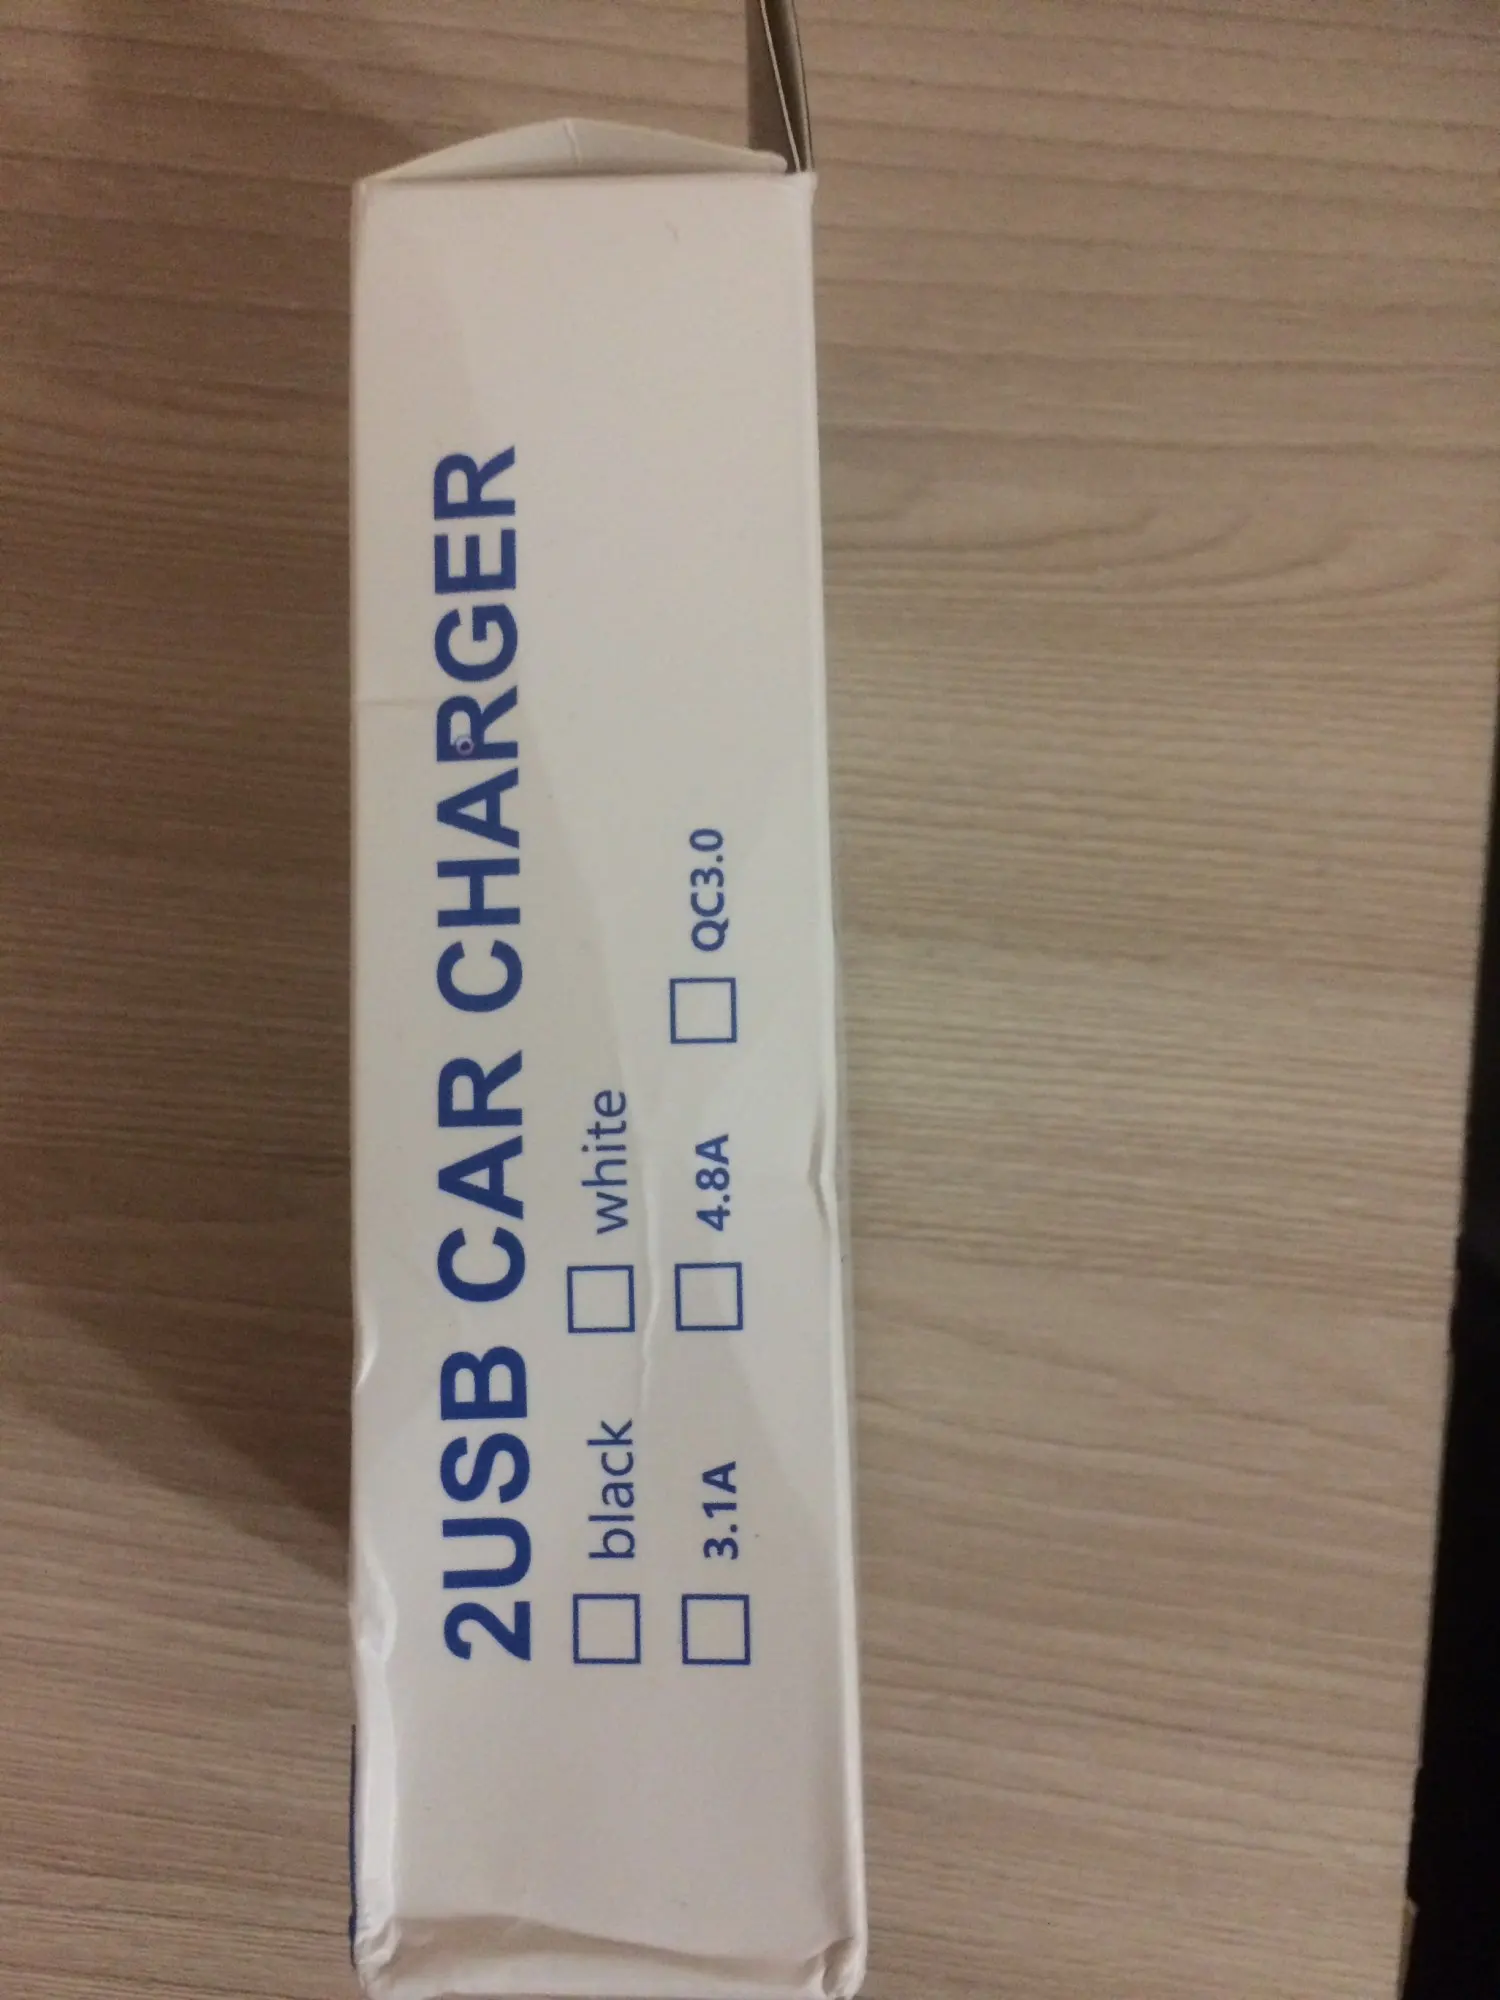 2USB CAR CHARGER
☐ black ☐ white
☐ 3.1A ☐ 4.8A ☐ QC3.0